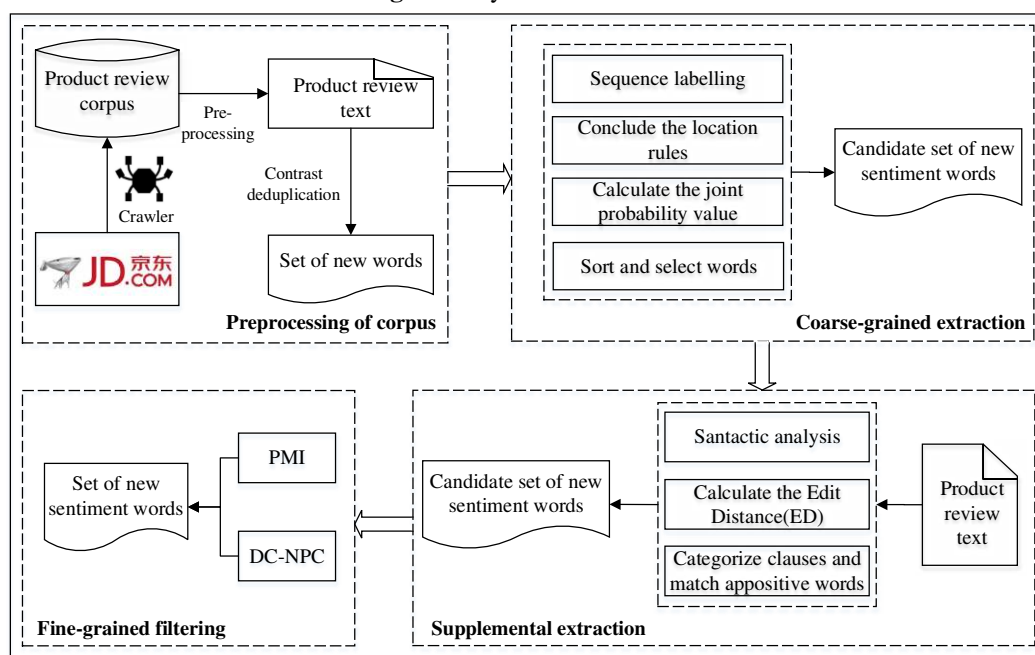 Product review
corpus
Pre-
processing
Product review
text
Crawler
Contrast
deduplication
JD 京东
.COM
Set of new words
Preprocessing of corpus
Sequence labelling
Conclude the location
rules
Calculate the joint
probability value
Sort and select words
Candidate set of new
sentiment words
Coarse-grained extraction
Set of new
sentiment words
PMI
DC-NPC
Fine-grained filtering
Candidate set of new
sentiment words
Santactic analysis
Calculate the Edit
Distance(ED)
Categorize clauses and
match appositive words
Product
review
text
Supplemental extraction